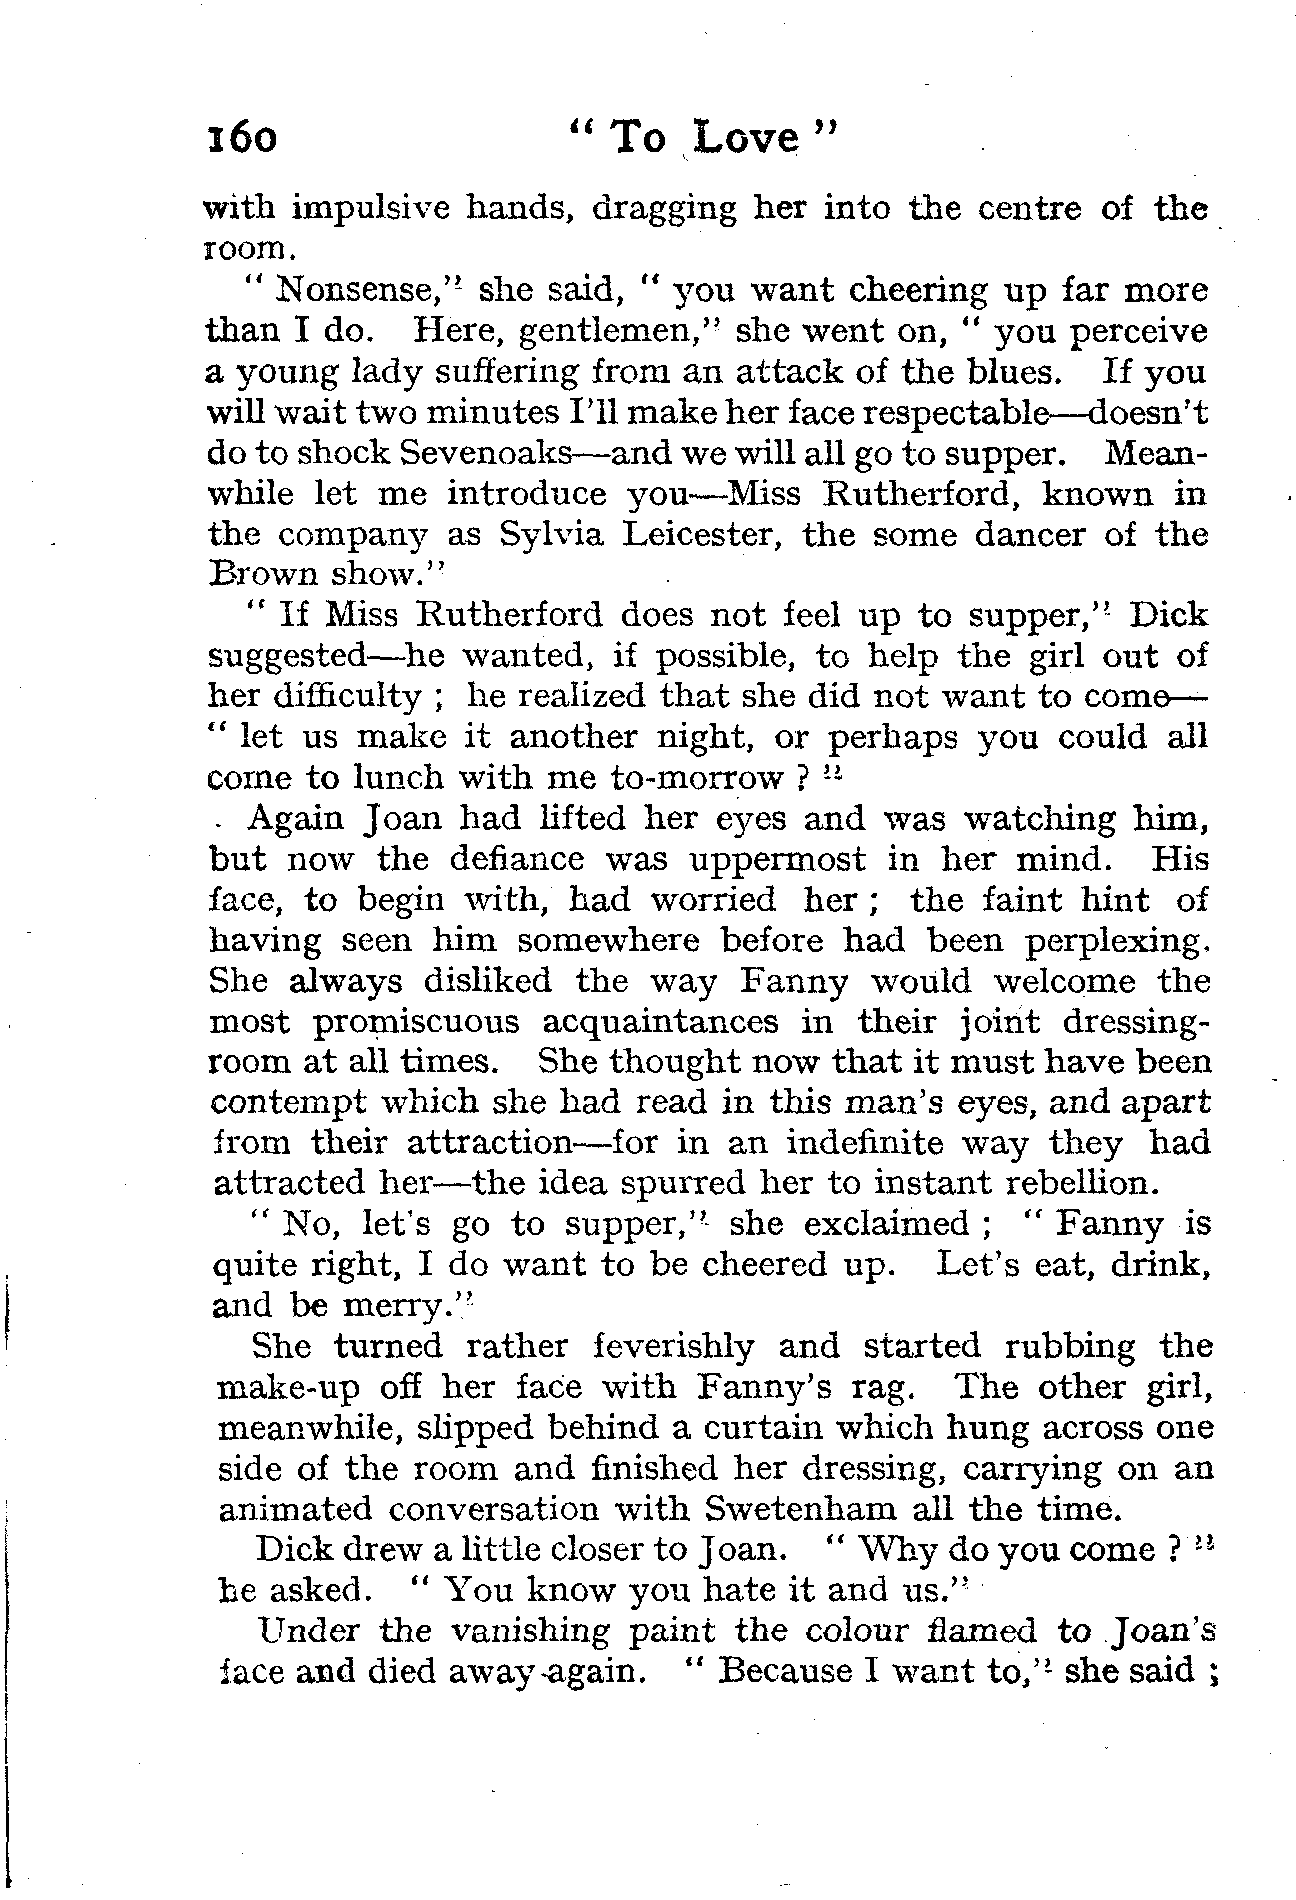 160 " To Love "
with impulsive hands, dragging her into the centre of the
room.
" Nonsense," she said, " you want cheering up far more
than I do. Here, gentlemen," she went on, " you perceive
a young lady suffering from an attack of the blues. If you
will wait two minutes I'll make her face respectable—doesn't
do to shock Sevenoaks—and we will all go to supper. Mean-
while let me introduce you—Miss Rutherford, known in
the company as Sylvia Leicester, the some dancer of the
Brown show."
" If Miss Rutherford does not feel up to supper," Dick
suggested—he wanted, if possible, to help the girl out of
her difficulty ; he realized that she did not want to come—
" let us make it another night, or perhaps you could all
come to lunch with me to-morrow ? "
Again Joan had lifted her eyes and was watching him,
but now the defiance was uppermost in her mind. His
face, to begin with, had worried her ; the faint hint of
having seen him somewhere before had been perplexing.
She always disliked the way Fanny would welcome the
most promiscuous acquaintances in their joint dressing-
room at all times. She thought now that it must have been
contempt which she had read in this man's eyes, and apart
from their attraction—for in an indefinite way they had
attracted her—the idea spurred her to instant rebellion.
" No, let's go to supper," she exclaimed ; " Fanny is
quite right, I do want to be cheered up. Let's eat, drink,
and be merry."
She turned rather feverishly and started rubbing the
make-up off her face with Fanny's rag. The other girl,
meanwhile, slipped behind a curtain which hung across one
side of the room and finished her dressing, carrying on an
animated conversation with Swetenham all the time.
Dick drew a little closer to Joan. " Why do you come ? "
he asked. " You know you hate it and us."
Under the vanishing paint the colour flamed to Joan's
face and died away again. " Because I want to," she said ;